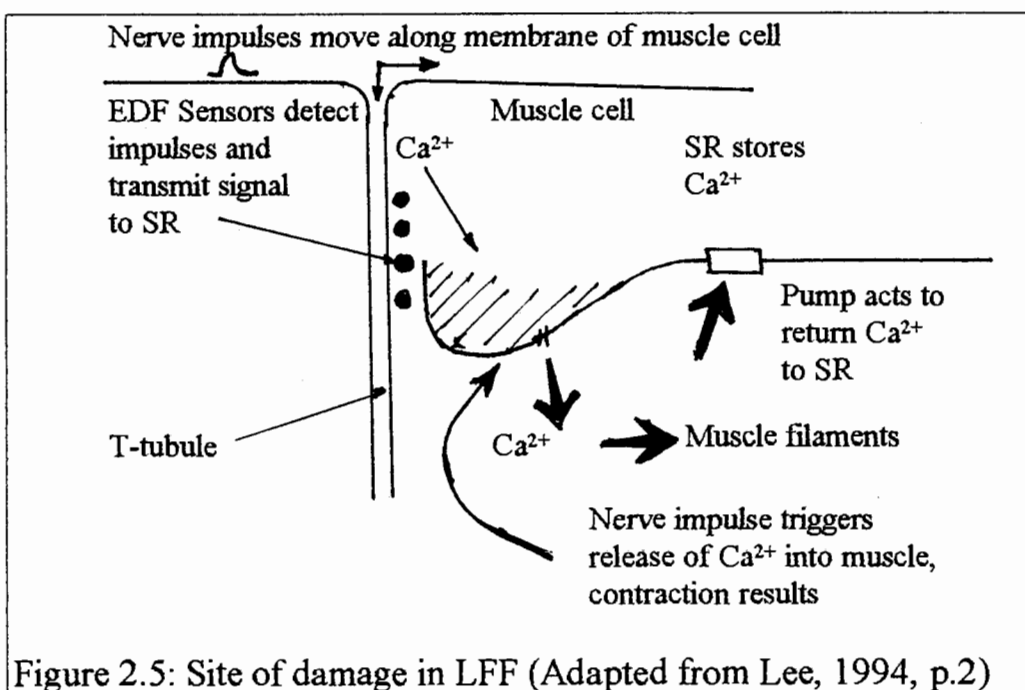 Nerve impulses move along membrane of muscle cell
EDF Sensors detect
impulses and
transmit signal
to SR
Muscle cell
Ca²⁺
SR stores
Ca²⁺
Pump acts to
return Ca²⁺
to SR
T-tubule
Ca²⁺
Muscle filaments
Nerve impulse triggers
release of Ca²⁺ into muscle,
contraction results
Figure 2.5: Site of damage in LFF (Adapted from Lee, 1994, p.2)